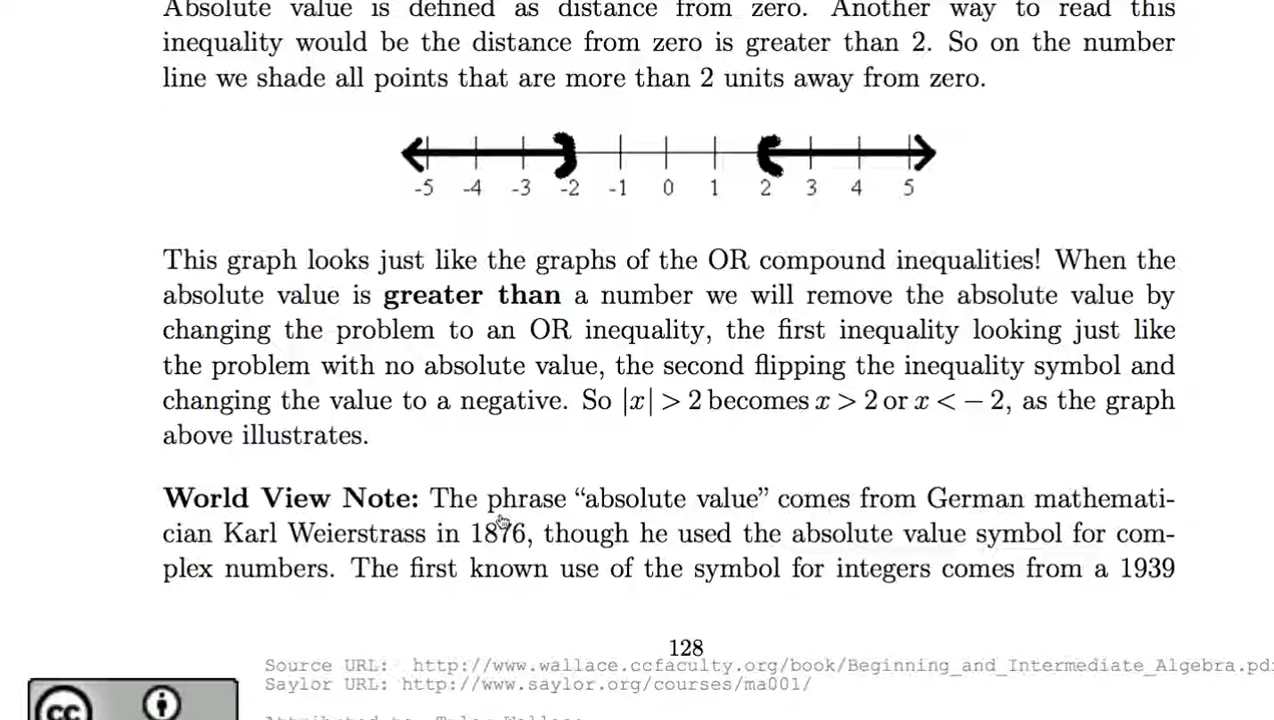 Absolute value is defined as distance from zero. Another way to read this
inequality would be the distance from zero is greater than 2. So on the number
line we shade all points that are more than 2 units away from zero.
-5 -4 -3 -2 -1 0 1 2 3 4 5
This graph looks just like the graphs of the OR compound inequalities! When the
absolute value is greater than a number we will remove the absolute value by
changing the problem to an OR inequality, the first inequality looking just like
the problem with no absolute value, the second flipping the inequality symbol and
changing the value to a negative. So |x| > 2 becomes x > 2 or x < − 2, as the graph
above illustrates.
World View Note: The phrase “absolute value” comes from German mathemati-
cian Karl Weierstrass in 1876, though he used the absolute value symbol for com-
plex numbers. The first known use of the symbol for integers comes from a 1939
128
Source URL: http://www.wallace.ccfaculty.org/book/Beginning_and_Intermediate_Algebra.pd
Saylor URL: http://www.saylor.org/courses/ma001/
cc